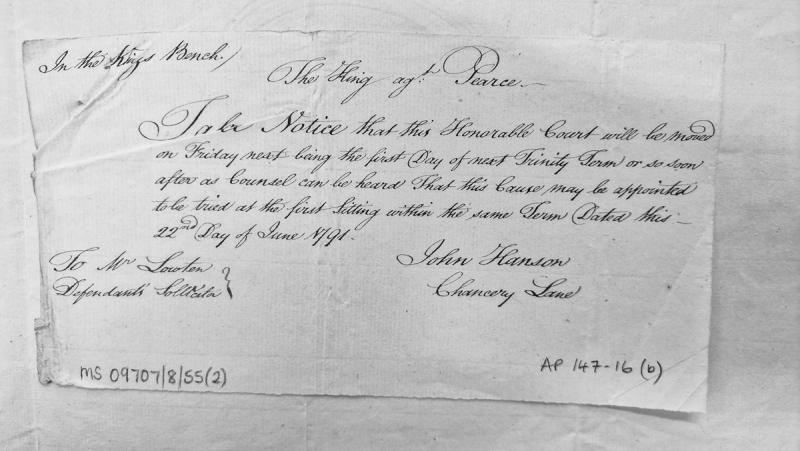 In the Kings Bench /
The King agt. Pearce.
Take Notice that this Honorable Court will be moved
on Friday next being the first Day of next Trinity Term or so soon
after as Counsel can be heard That this Cause may be appointed
to be tried at the first Sitting within the same Term Dated this
22nd Day of June 1791.
To Mr Lowten
Defendants Sollicitor }
John Hanson
Chancery Lane
MS 09707/8/55(2)
AP 147-16 (b)